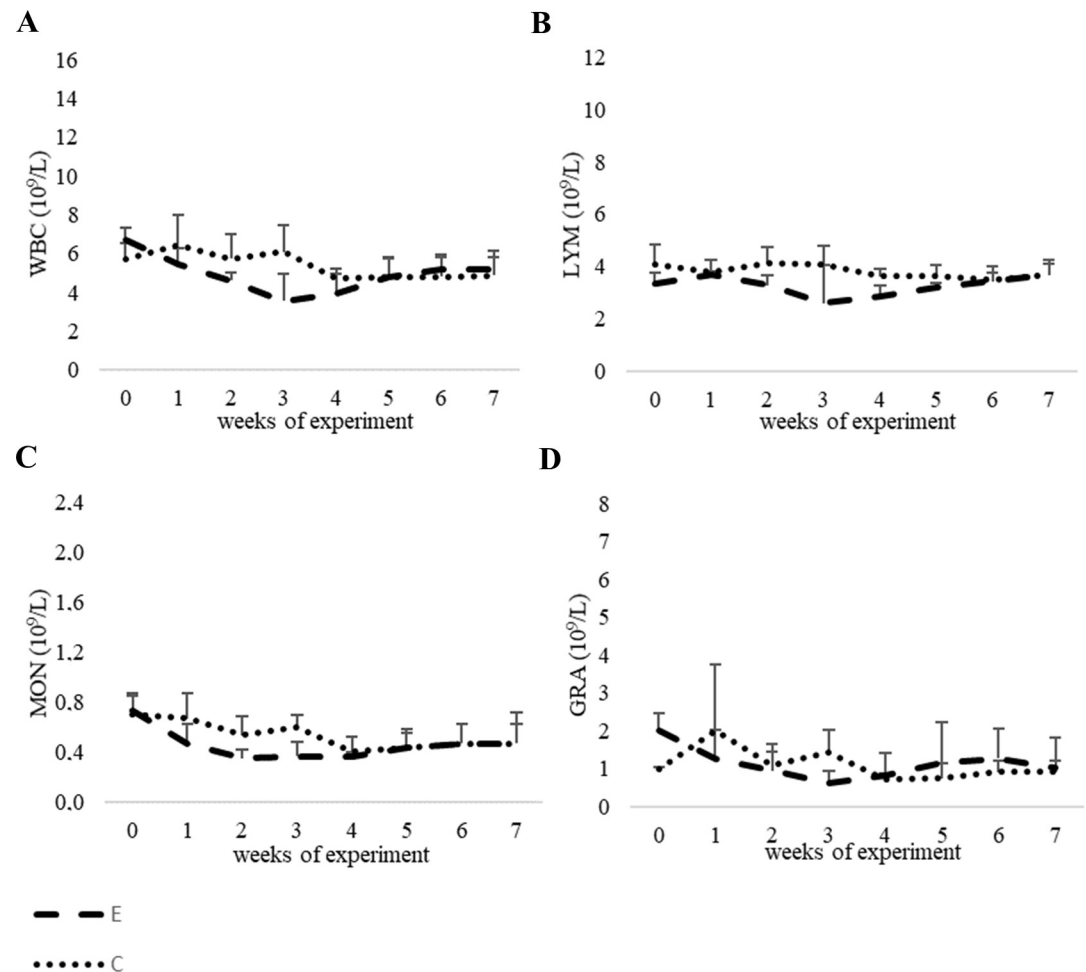 A
16
14
12
10
8
6
4
2
0
WBC (10⁹/L)
0 1 2 3 4 5 6 7
weeks of experiment
B
12
10
8
6
4
2
0
LYM (10⁹/L)
0 1 2 3 4 5 6 7
weeks of experiment
C
2.4
2.0
1.6
1.2
0.8
0.4
0.0
MON (10⁹/L)
0 1 2 3 4 5 6 7
weeks of experiment
D
8
7
6
5
4
3
2
1
0
GRA (10⁹/L)
0 1 2 3 4 5 6 7
weeks of experiment
E
C